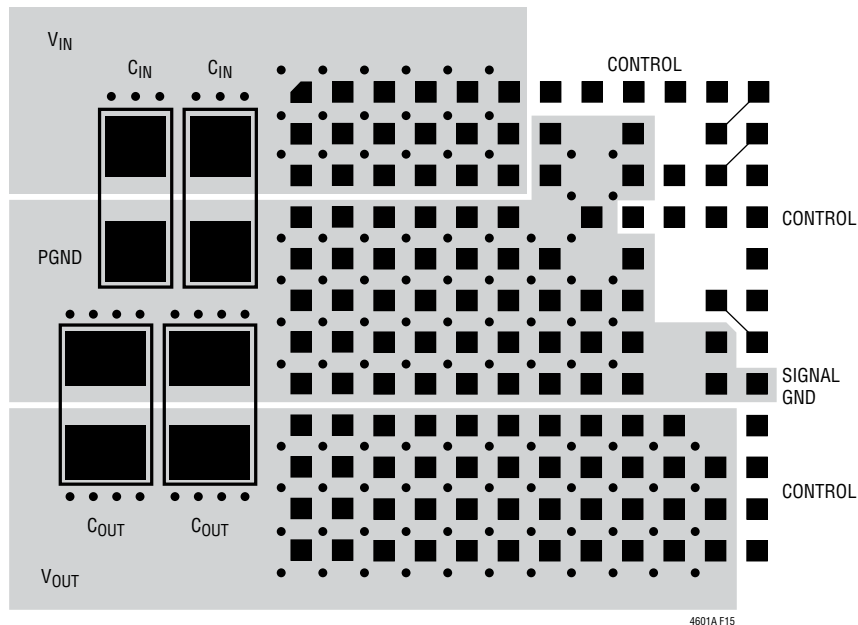 VIN
CIN
CIN
CONTROL
CONTROL
PGND
SIGNAL
GND
CONTROL
COUT
COUT
VOUT
4601A F15